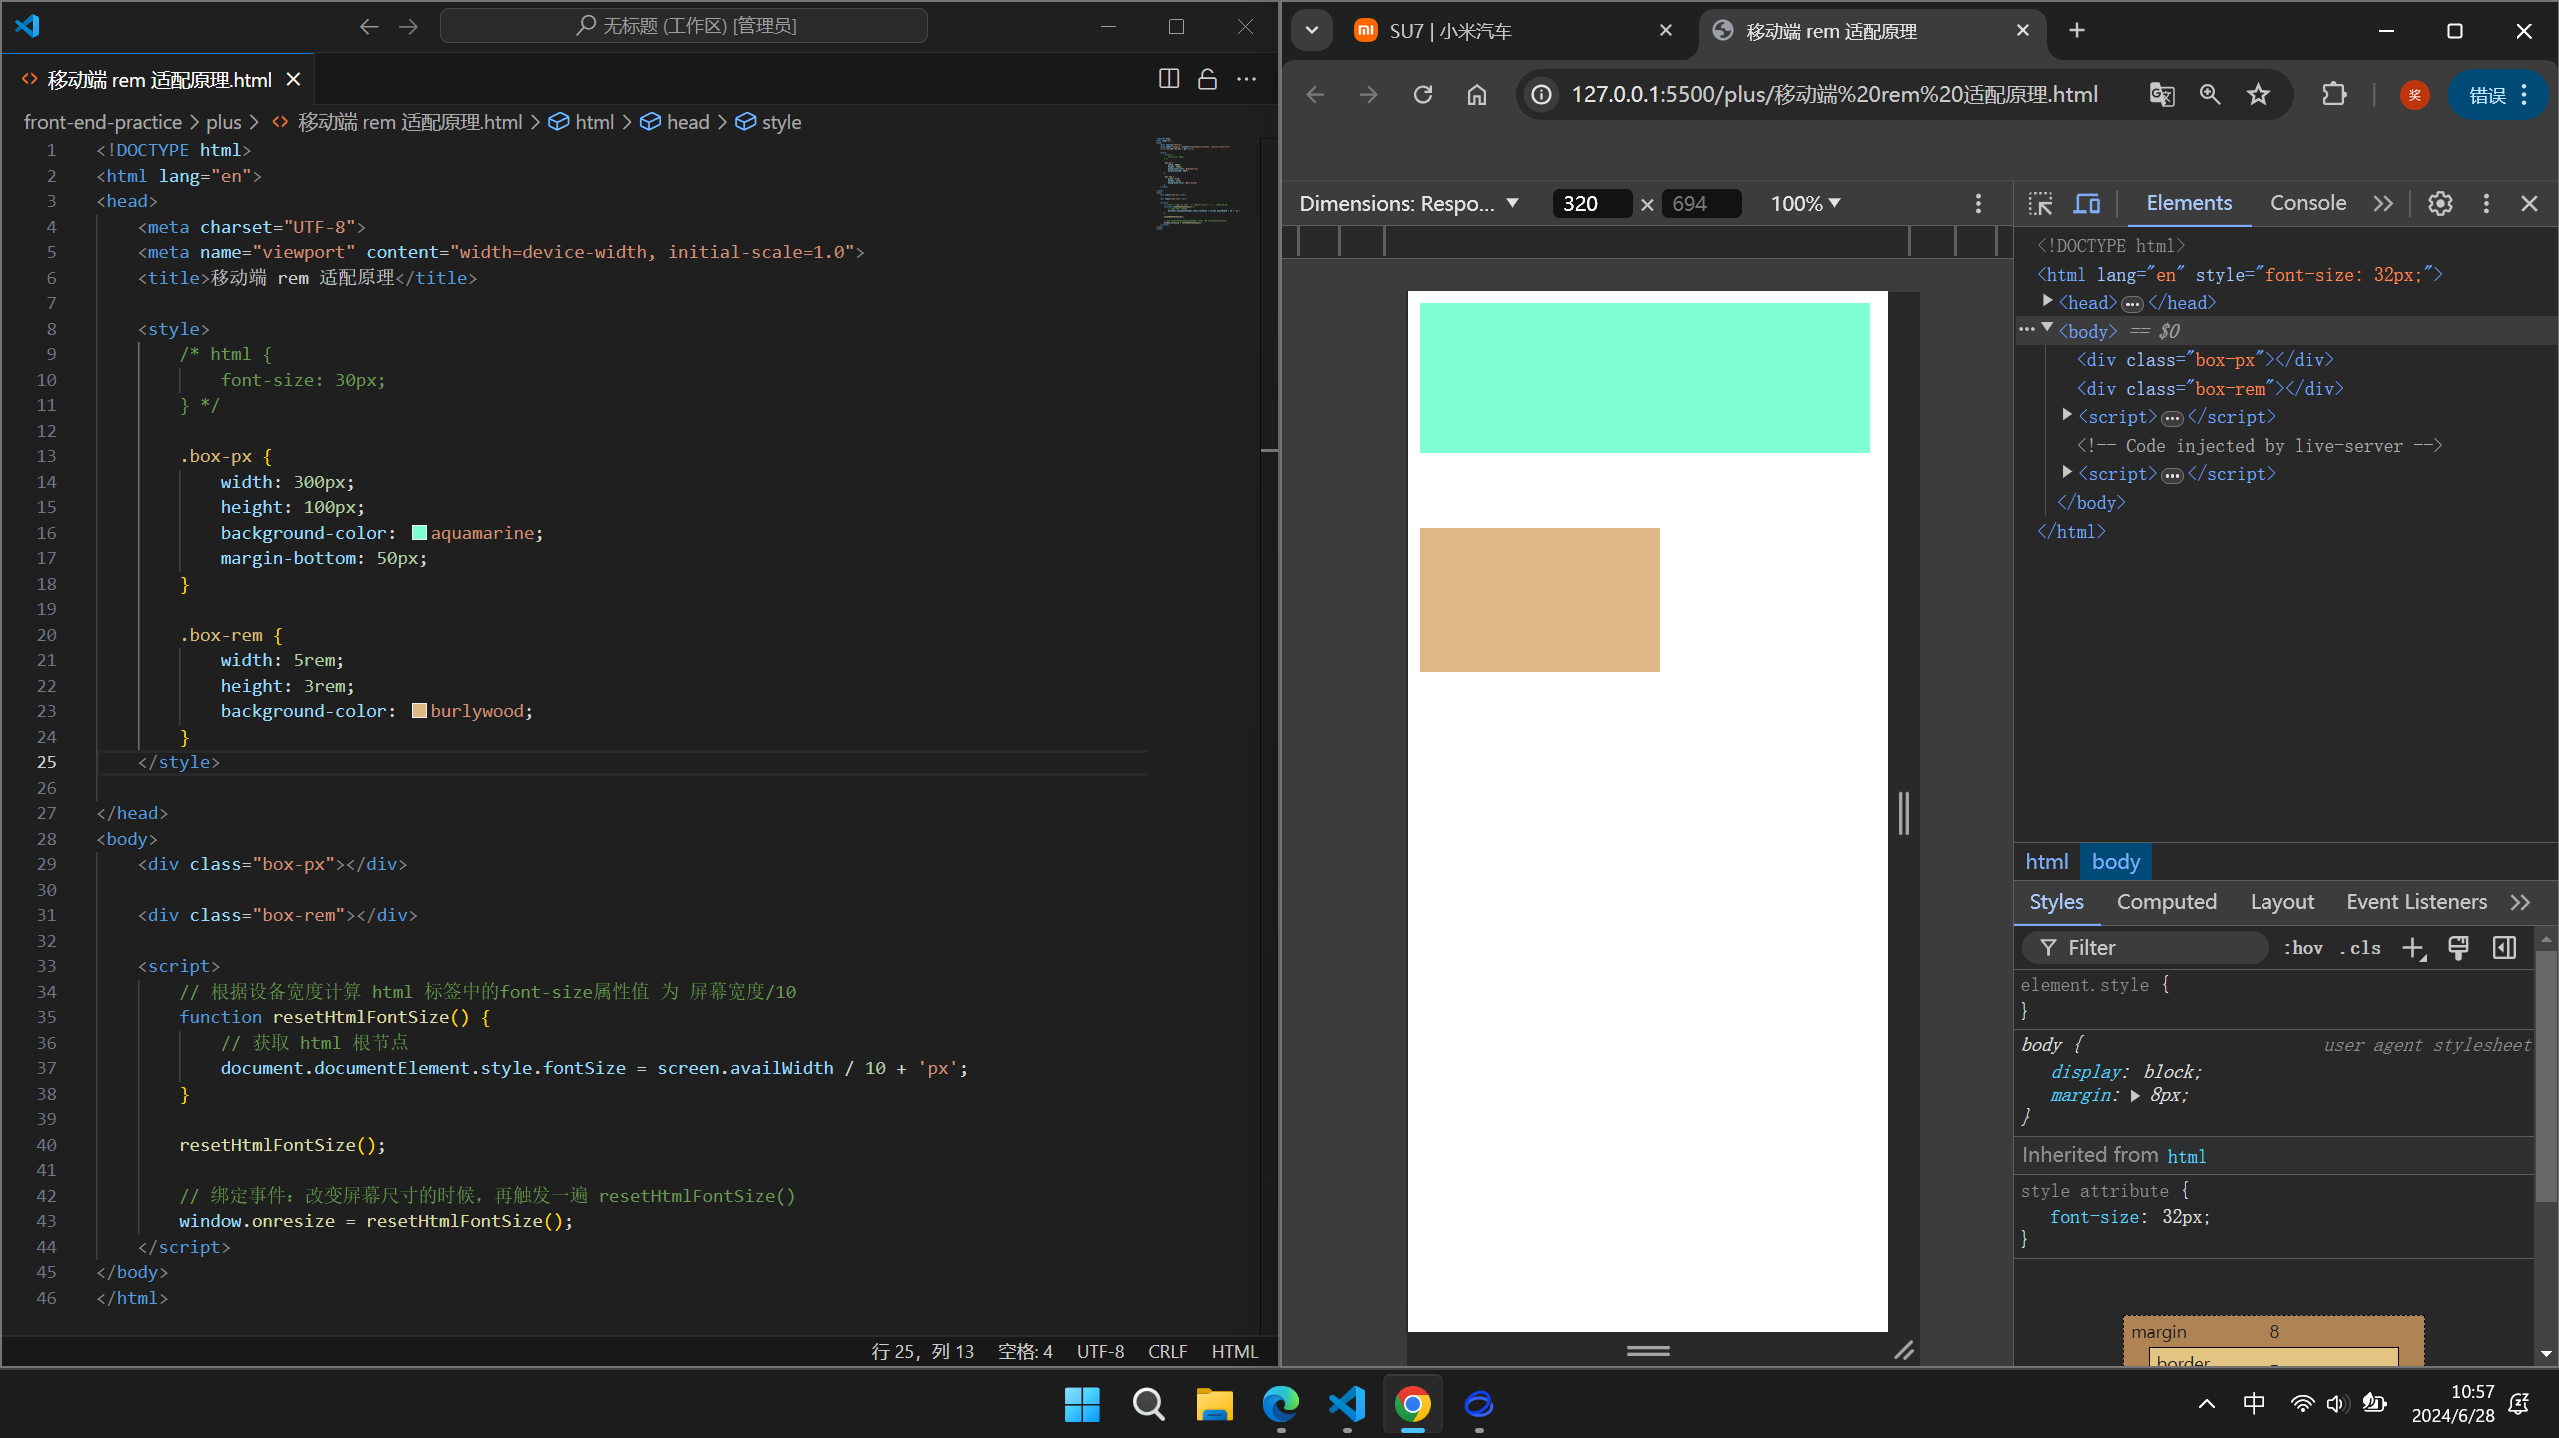 无标题 (工作区) [管理员]
移动端 rem 适配原理.html
front-end-practice > plus > 移动端 rem 适配原理.html > html > head > style
1 <!DOCTYPE html>
2 <html lang="en">
3 <head>
4 <meta charset="UTF-8">
5 <meta name="viewport" content="width=device-width, initial-scale=1.0">
6 <title>移动端 rem 适配原理</title>
7
8 <style>
9 /* html {
10 font-size: 30px;
11 } */
12
13 .box-px {
14 width: 300px;
15 height: 100px;
16 background-color: aquamarine;
17 margin-bottom: 50px;
18 }
19
20 .box-rem {
21 width: 5rem;
22 height: 3rem;
23 background-color: burlywood;
24 }
25 </style>
26
27 </head>
28 <body>
29 <div class="box-px"></div>
30
31 <div class="box-rem"></div>
32
33 <script>
34 // 根据设备宽度计算 html 标签中的font-size属性值 为 屏幕宽度/10
35 function resetHtmlFontSize() {
36 // 获取 html 根节点
37 document.documentElement.style.fontSize = screen.availWidth / 10 + 'px';
38 }
39
40 resetHtmlFontSize();
41
42 // 绑定事件: 改变屏幕尺寸的时候, 再触发一遍 resetHtmlFontSize()
43 window.onresize = resetHtmlFontSize();
44 </script>
45 </body>
46 </html>
行 25，列 13 空格: 4 UTF-8 CRLF HTML
SU7 | 小米汽车
移动端 rem 适配原理
127.0.0.1:5500/plus/移动端%20rem%20适配原理.html
奖
错误
Dimensions: Respo... 320 × 694 100%
Elements Console
<!DOCTYPE html>
<html lang="en" style="font-size: 32px;">
<head> ••• </head>
••• <body> == $0
<div class="box-px"></div>
<div class="box-rem"></div>
<script> ••• </script>
<!-- Code injected by live-server -->
<script> ••• </script>
</body>
</html>
html body
Styles Computed Layout Event Listeners
Filter :hov .cls
element.style {
}
body { user agent stylesheet
display: block;
margin: 8px;
}
Inherited from html
style attribute {
font-size: 32px;
}
margin 8
border -
中
10:57
2024/6/28